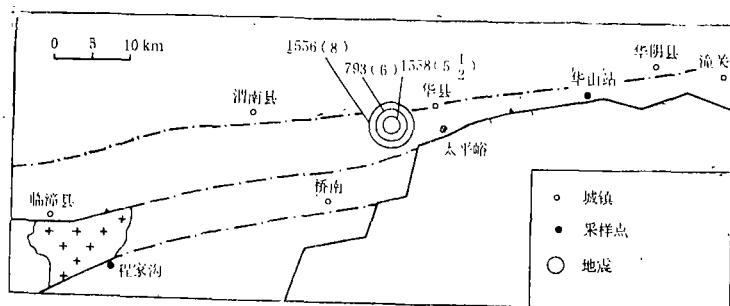 0 5 10 km
1556 (8)
793 (6)
1558 (5 1/2)
华阴县
潼关
华山站
渭南县
华县
太平峪
桥南
临潼县
程家沟
城镇
采样点
地震